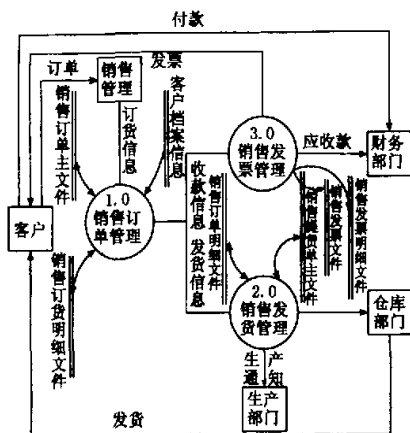 付款
订单
销售管理
发票
客户档案信息
销售订单主文件
订货信息
3.0
销售发票管理
应收款
财务部门
1.0
销售订单管理
客户
收款信息
发货信息
销售订单明细文件
销售提货单主文件
销售发票文件
销售发票明细文件
销售订货明细文件
2.0
销售发货管理
仓库部门
生产通知
生产部门
发货